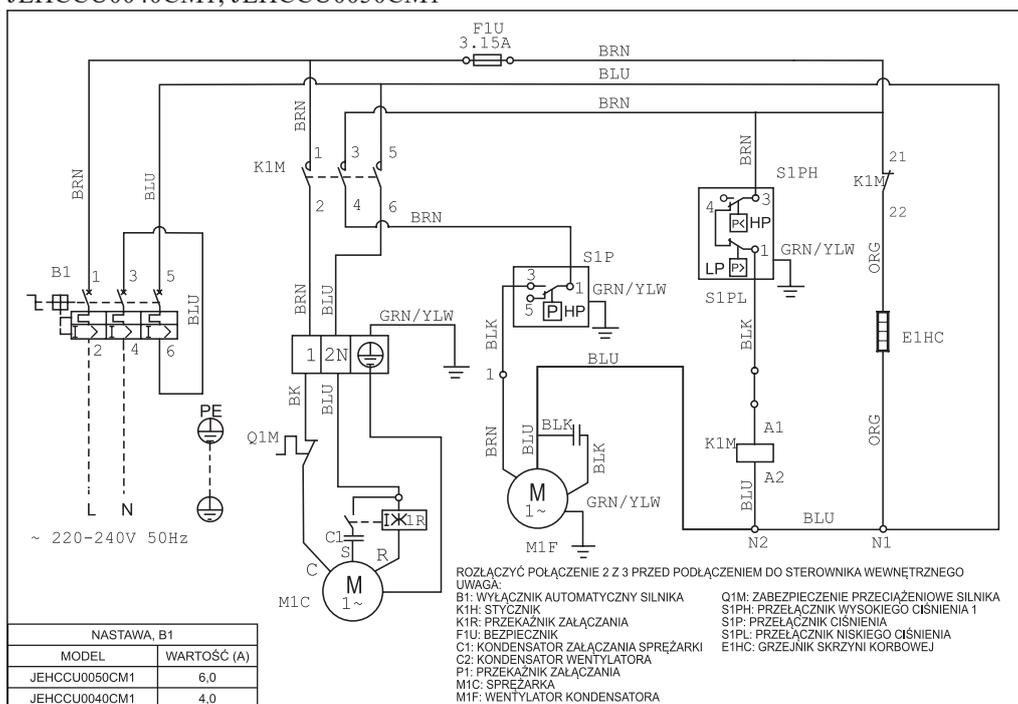 JEHCCU0040CM1, JEHCCU0050CM1
F1U
3.15A
BRN
BLU
BRN
BRN
BRN
BLU
BRN
K1M
1
3
5
2
4
6
BRN
S1PH
4
3
HP
P<
1
LP
P>
GRN/YLW
S1PL
21
K1M
22
ORG
B1
1
3
5
2
4
6
BLU
BRN
BLU
GRN/YLW
S1P
3
1
5
P
HP
GRN/YLW
BLK
BLK
E1HC
1
2N
PE
BK
BLU
Q1M
1
BLU
BRN
BLU
BLK
BLK
GRN/YLW
K1M
A1
A2
BLU
ORG
L
N
~ 220-240V 50Hz
1R
C1
S
R
C
M
1~
M1C
M
1~
M1F
BLU
N2
N1
ROZŁĄCZYĆ POŁĄCZENIE 2 Z 3 PRZED PODŁĄCZENIEM DO STEROWNIKA WEWNĘTRZNEGO
UWAGA:
B1: WYŁĄCZNIK AUTOMATYCZNY SILNIKA
K1H: STYCZNIK
K1R: PRZEKAŹNIK ZAŁĄCZANIA
F1U: BEZPIECZNIK
C1: KONDENSATOR ZAŁĄCZANIA SPRĘŻARKI
C2: KONDENSATOR WENTYLATORA
P1: PRZEKAŹNIK ZAŁĄCZANIA
M1C: SPRĘŻARKA
M1F: WENTYLATOR KONDENSATORA
Q1M: ZABEZPIECZENIE PRZECIĄŻENIOWE SILNIKA
S1PH: PRZEŁĄCZNIK WYSOKIEGO CIŚNIENIA 1
S1P: PRZEŁĄCZNIK CIŚNIENIA
S1PL: PRZEŁĄCZNIK NISKIEGO CIŚNIENIA
E1HC: GRZEJNIK SKRZYNI KORBOWEJ
NASTAWA, B1
MODEL WARTOŚĆ (A)
JEHCCU0050CM1 6,0
JEHCCU0040CM1 4,0